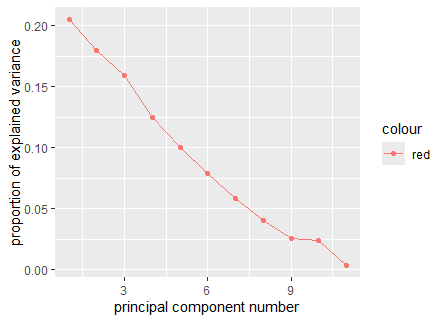 proportion of explained variance
0.20
0.15
0.10
0.05
0.00
3 6 9
principal component number
colour
red